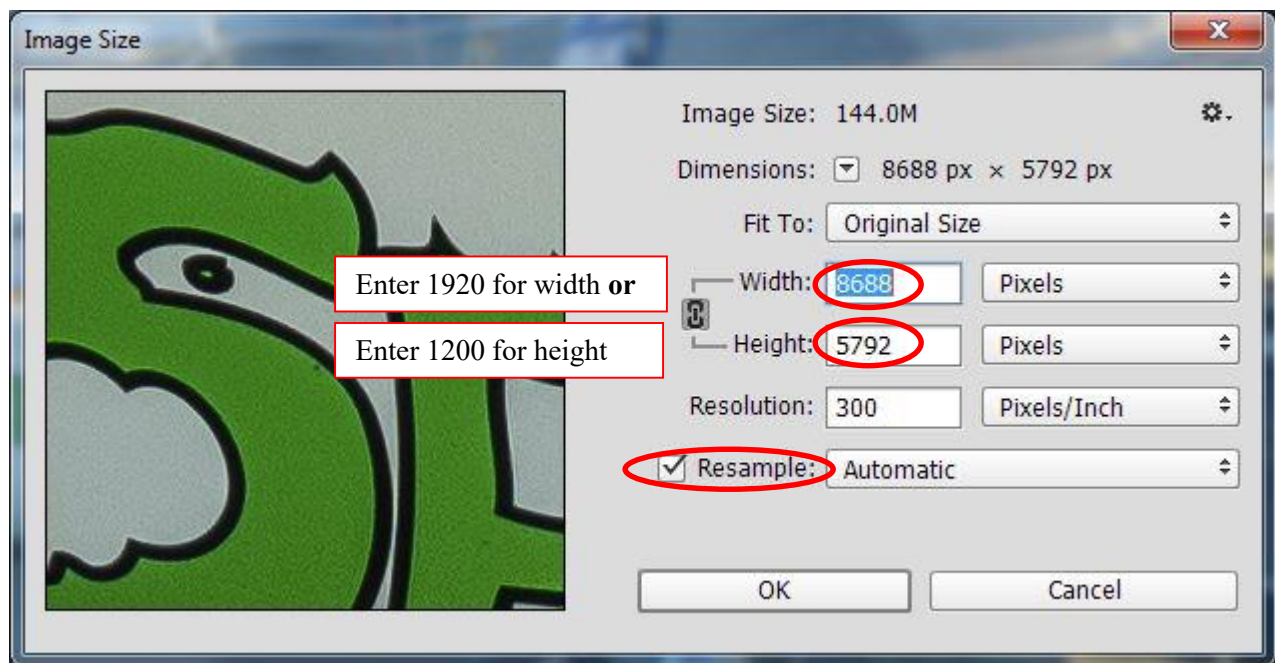 Image Size
Image Size: 144.0M
Dimensions: 8688 px × 5792 px
Fit To: Original Size
Enter 1920 for width or
Width: 8688 Pixels
Enter 1200 for height
Height: 5792 Pixels
Resolution: 300 Pixels/Inch
Resample: Automatic
OK Cancel